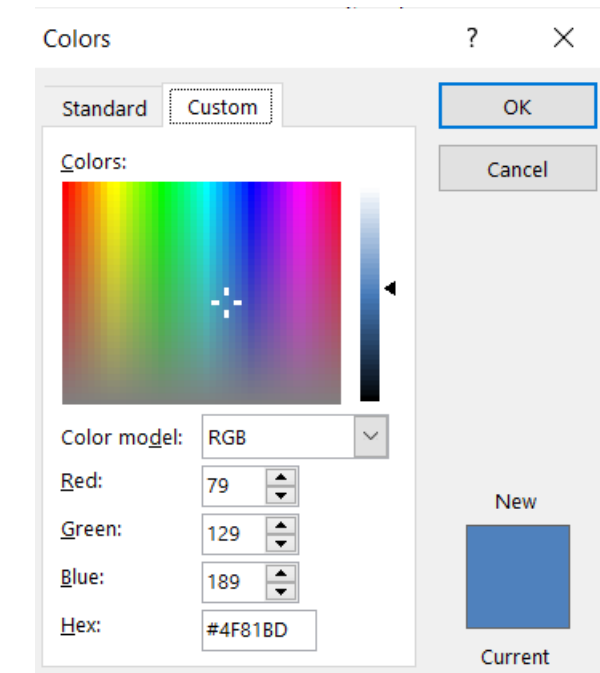 Colors ? ×
Standard Custom OK
Colors: Cancel
Color model: RGB
Red: 79
Green: 129
Blue: 189
Hex: #4F81BD
New
Current